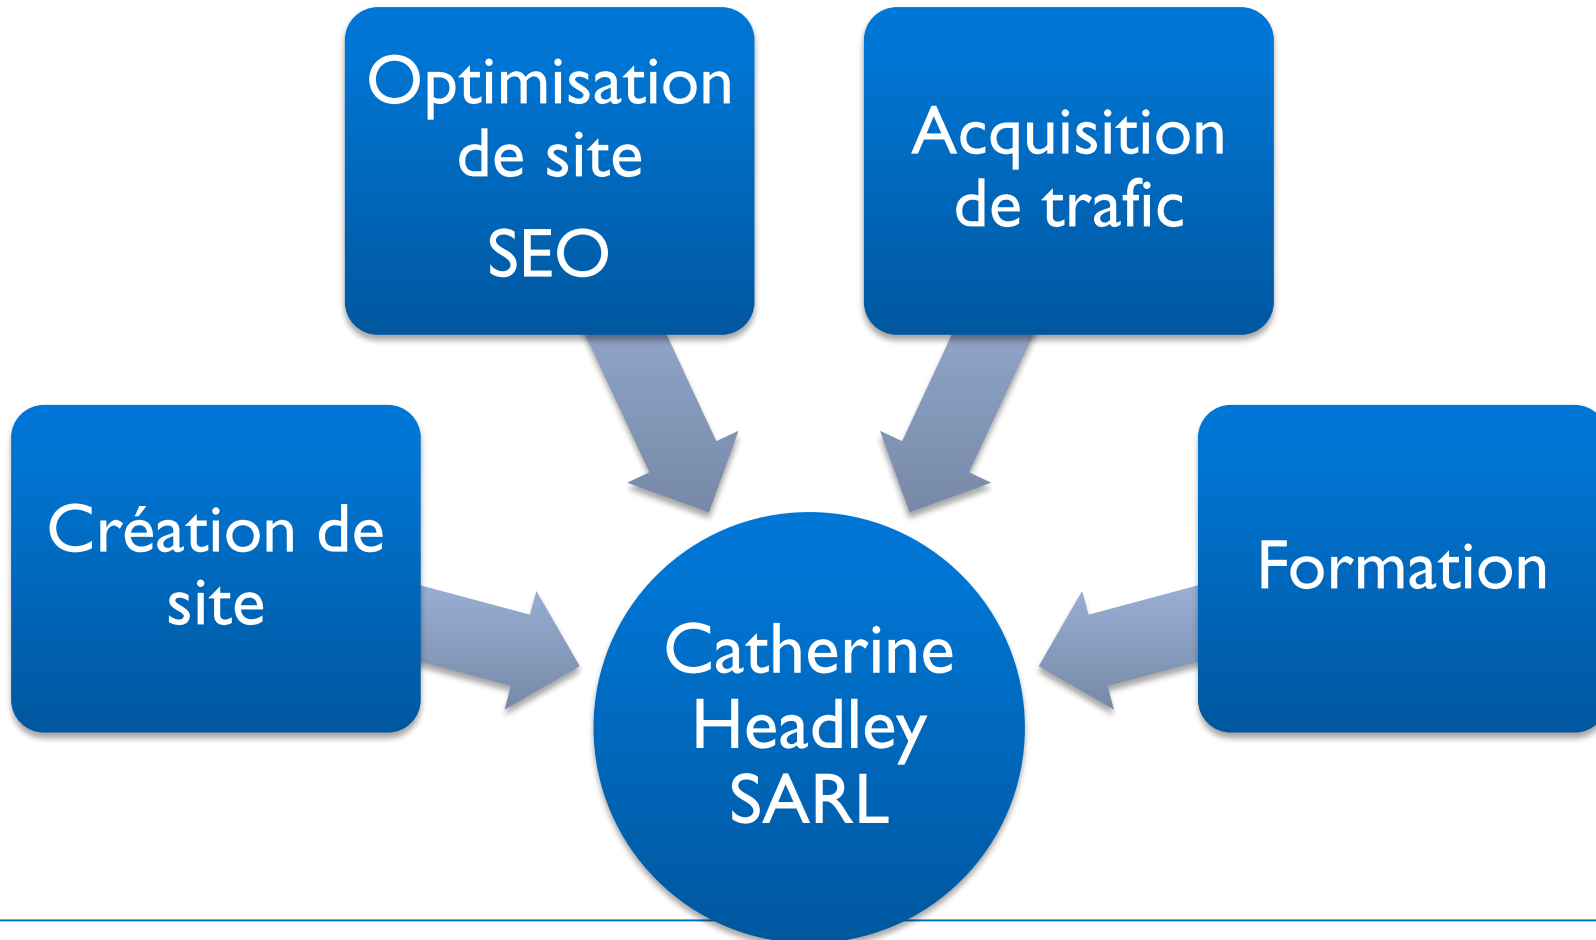 Optimisation
de site
SEO
Acquisition
de trafic
Création de
site
Formation
Catherine
Headley
SARL